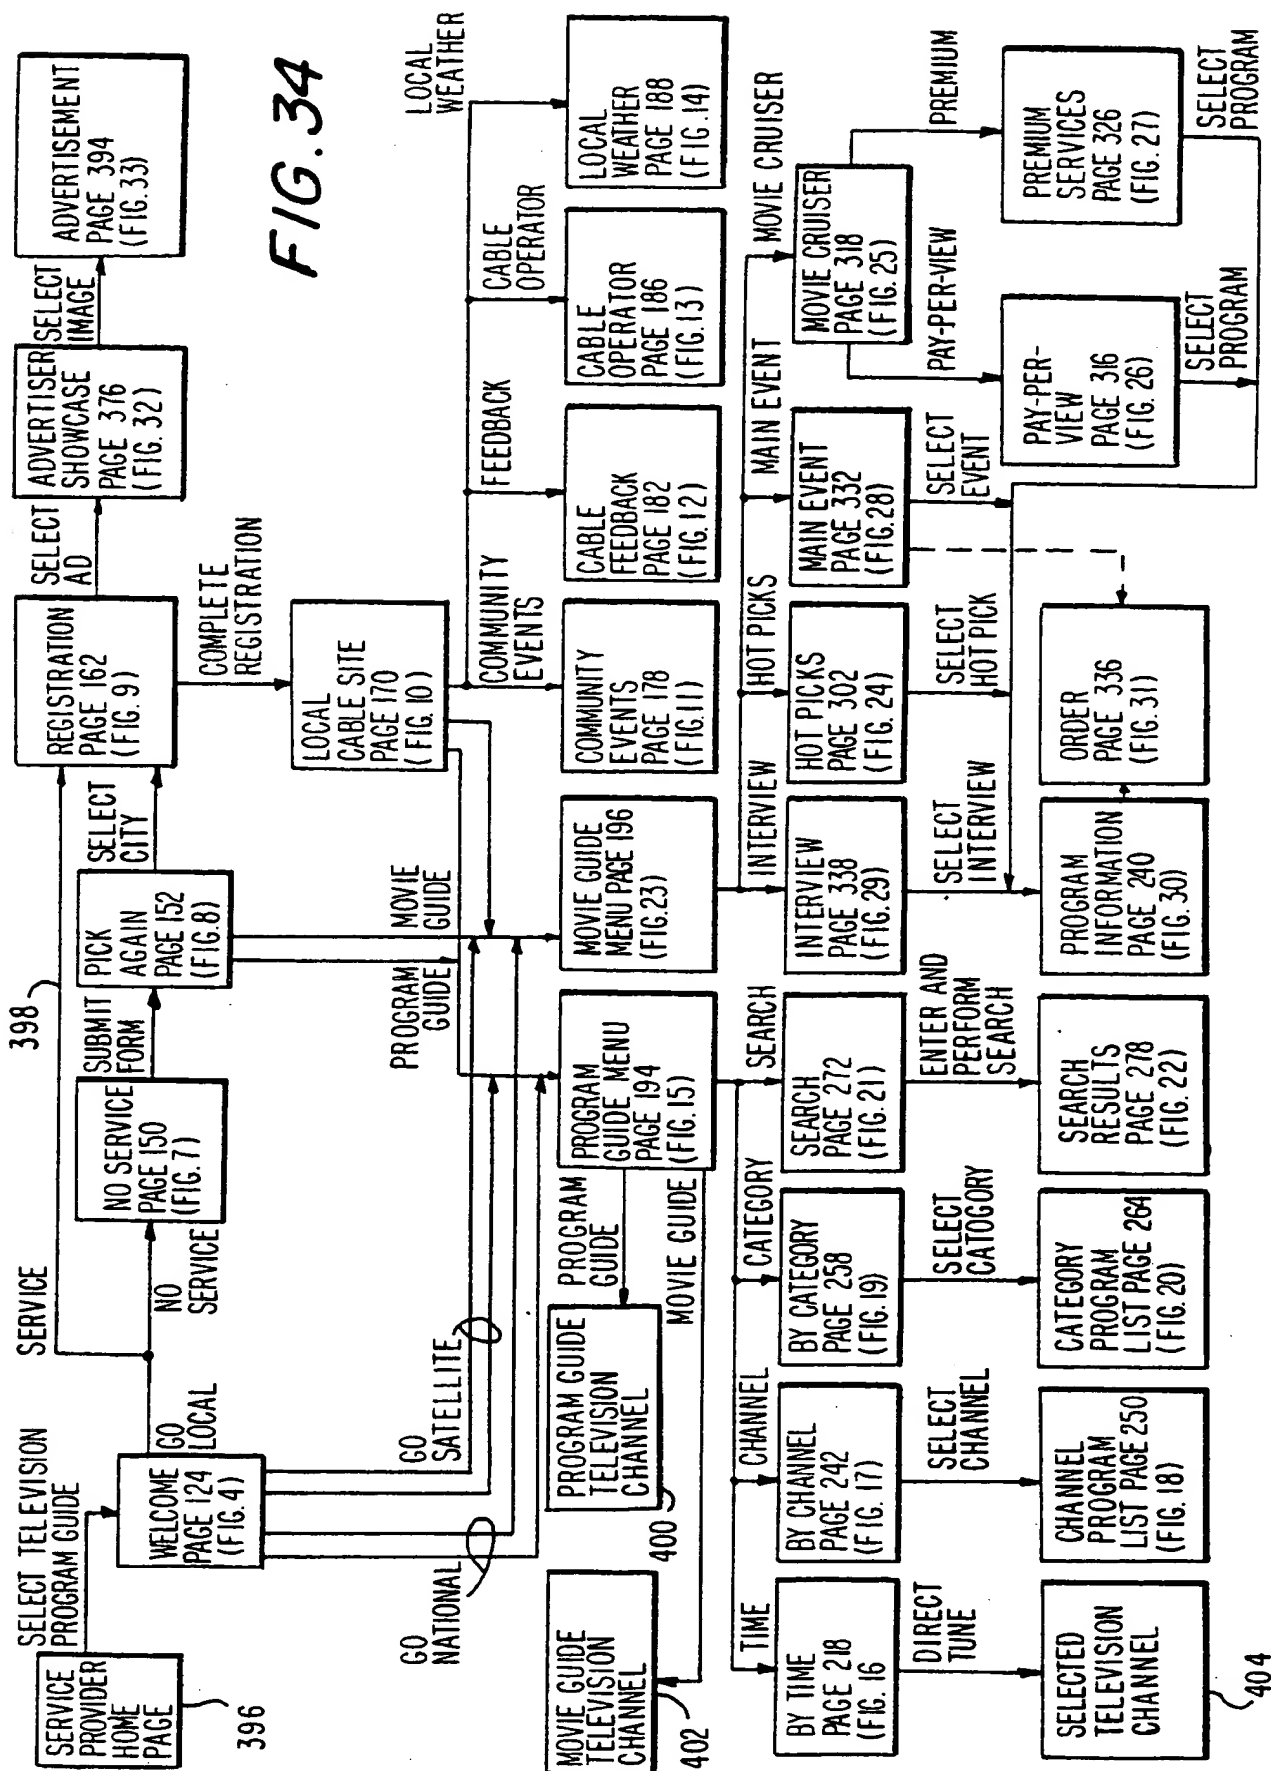 FIG. 34
SELECT TELEVISION
PROGRAM GUIDE
SERVICE
PROVIDER
HOME
PAGE
396
WELCOME
PAGE 124
(FIG. 4)
GO LOCAL
SERVICE
398
NO
SERVICE
NO SERVICE
PAGE 150
(FIG. 7)
SUBMIT
FORM
PICK
AGAIN
PAGE 152
(FIG.8)
SELECT
CITY
REGISTRATION
PAGE 162
(FIG. 9)
SELECT
AD
ADVERTISER
SHOWCASE
PAGE 376
(FIG. 32)
SELECT
IMAGE
ADVERTISEMENT
PAGE 394
(FIG. 33)
COMPLETE
REGISTRATION
LOCAL
CABLE SITE
PAGE 170
(FIG. 10)
GO
NATIONAL
GO
SATELLITE
PROGRAM
GUIDE
MOVIE
GUIDE
COMMUNITY
EVENTS
FEEDBACK
CABLE
OPERATOR
LOCAL
WEATHER
MOVIE GUIDE
TELEVISION
CHANNEL
402
PROGRAM GUIDE
TELEVISION
CHANNEL
400
PROGRAM
GUIDE
MOVIE GUIDE
PROGRAM
GUIDE MENU
PAGE 194
(FIG. 15)
MOVIE GUIDE
MENU PAGE 196
(FIG. 23)
COMMUNITY
EVENTS
PAGE 178
(FIG. 11)
CABLE
FEEDBACK
PAGE 182
(FIG. 12)
CABLE
OPERATOR
PAGE 186
(FIG. 13)
LOCAL
WEATHER
PAGE 188
(FIG. 14)
TIME
CHANNEL
CATEGORY
SEARCH
INTERVIEW
HOT PICKS
MAIN EVENT
MOVIE CRUISER
BY TIME
PAGE 218
(FIG. 16)
BY CHANNEL
PAGE 242
(FIG. 17)
BY CATEGORY
PAGE 258
(FIG. 19)
SEARCH
PAGE 272
(FIG. 21)
INTERVIEW
PAGE 338
(FIG. 29)
HOT PICKS
PAGE 302
(FIG. 24)
MAIN EVENT
PAGE 332
(FIG. 28)
MOVIE CRUISER
PAGE 318
(FIG. 25)
PAY-PER-VIEW
PREMIUM
DIRECT
TUNE
SELECT
CHANNEL
SELECT
CATOGORY
ENTER AND
PERFORM
SEARCH
SELECT
INTERVIEW
SELECT
HOT PICK
SELECT
EVENT
PAY-PER-
VIEW
PAGE 316
(FIG. 26)
PREMIUM
SERVICES
PAGE 326
(FIG. 27)
SELECT
PROGRAM
SELECT
PROGRAM
SELECTED
TELEVISION
CHANNEL
404
CHANNEL
PROGRAM
LIST PAGE 250
(FIG. 18)
CATEGORY
PROGRAM
LIST PAGE 264
(FIG. 20)
SEARCH
RESULTS
PAGE 278
(FIG. 22)
PROGRAM
INFORMATION
PAGE 240
(FIG. 30)
ORDER
PAGE 336
(FIG. 31)